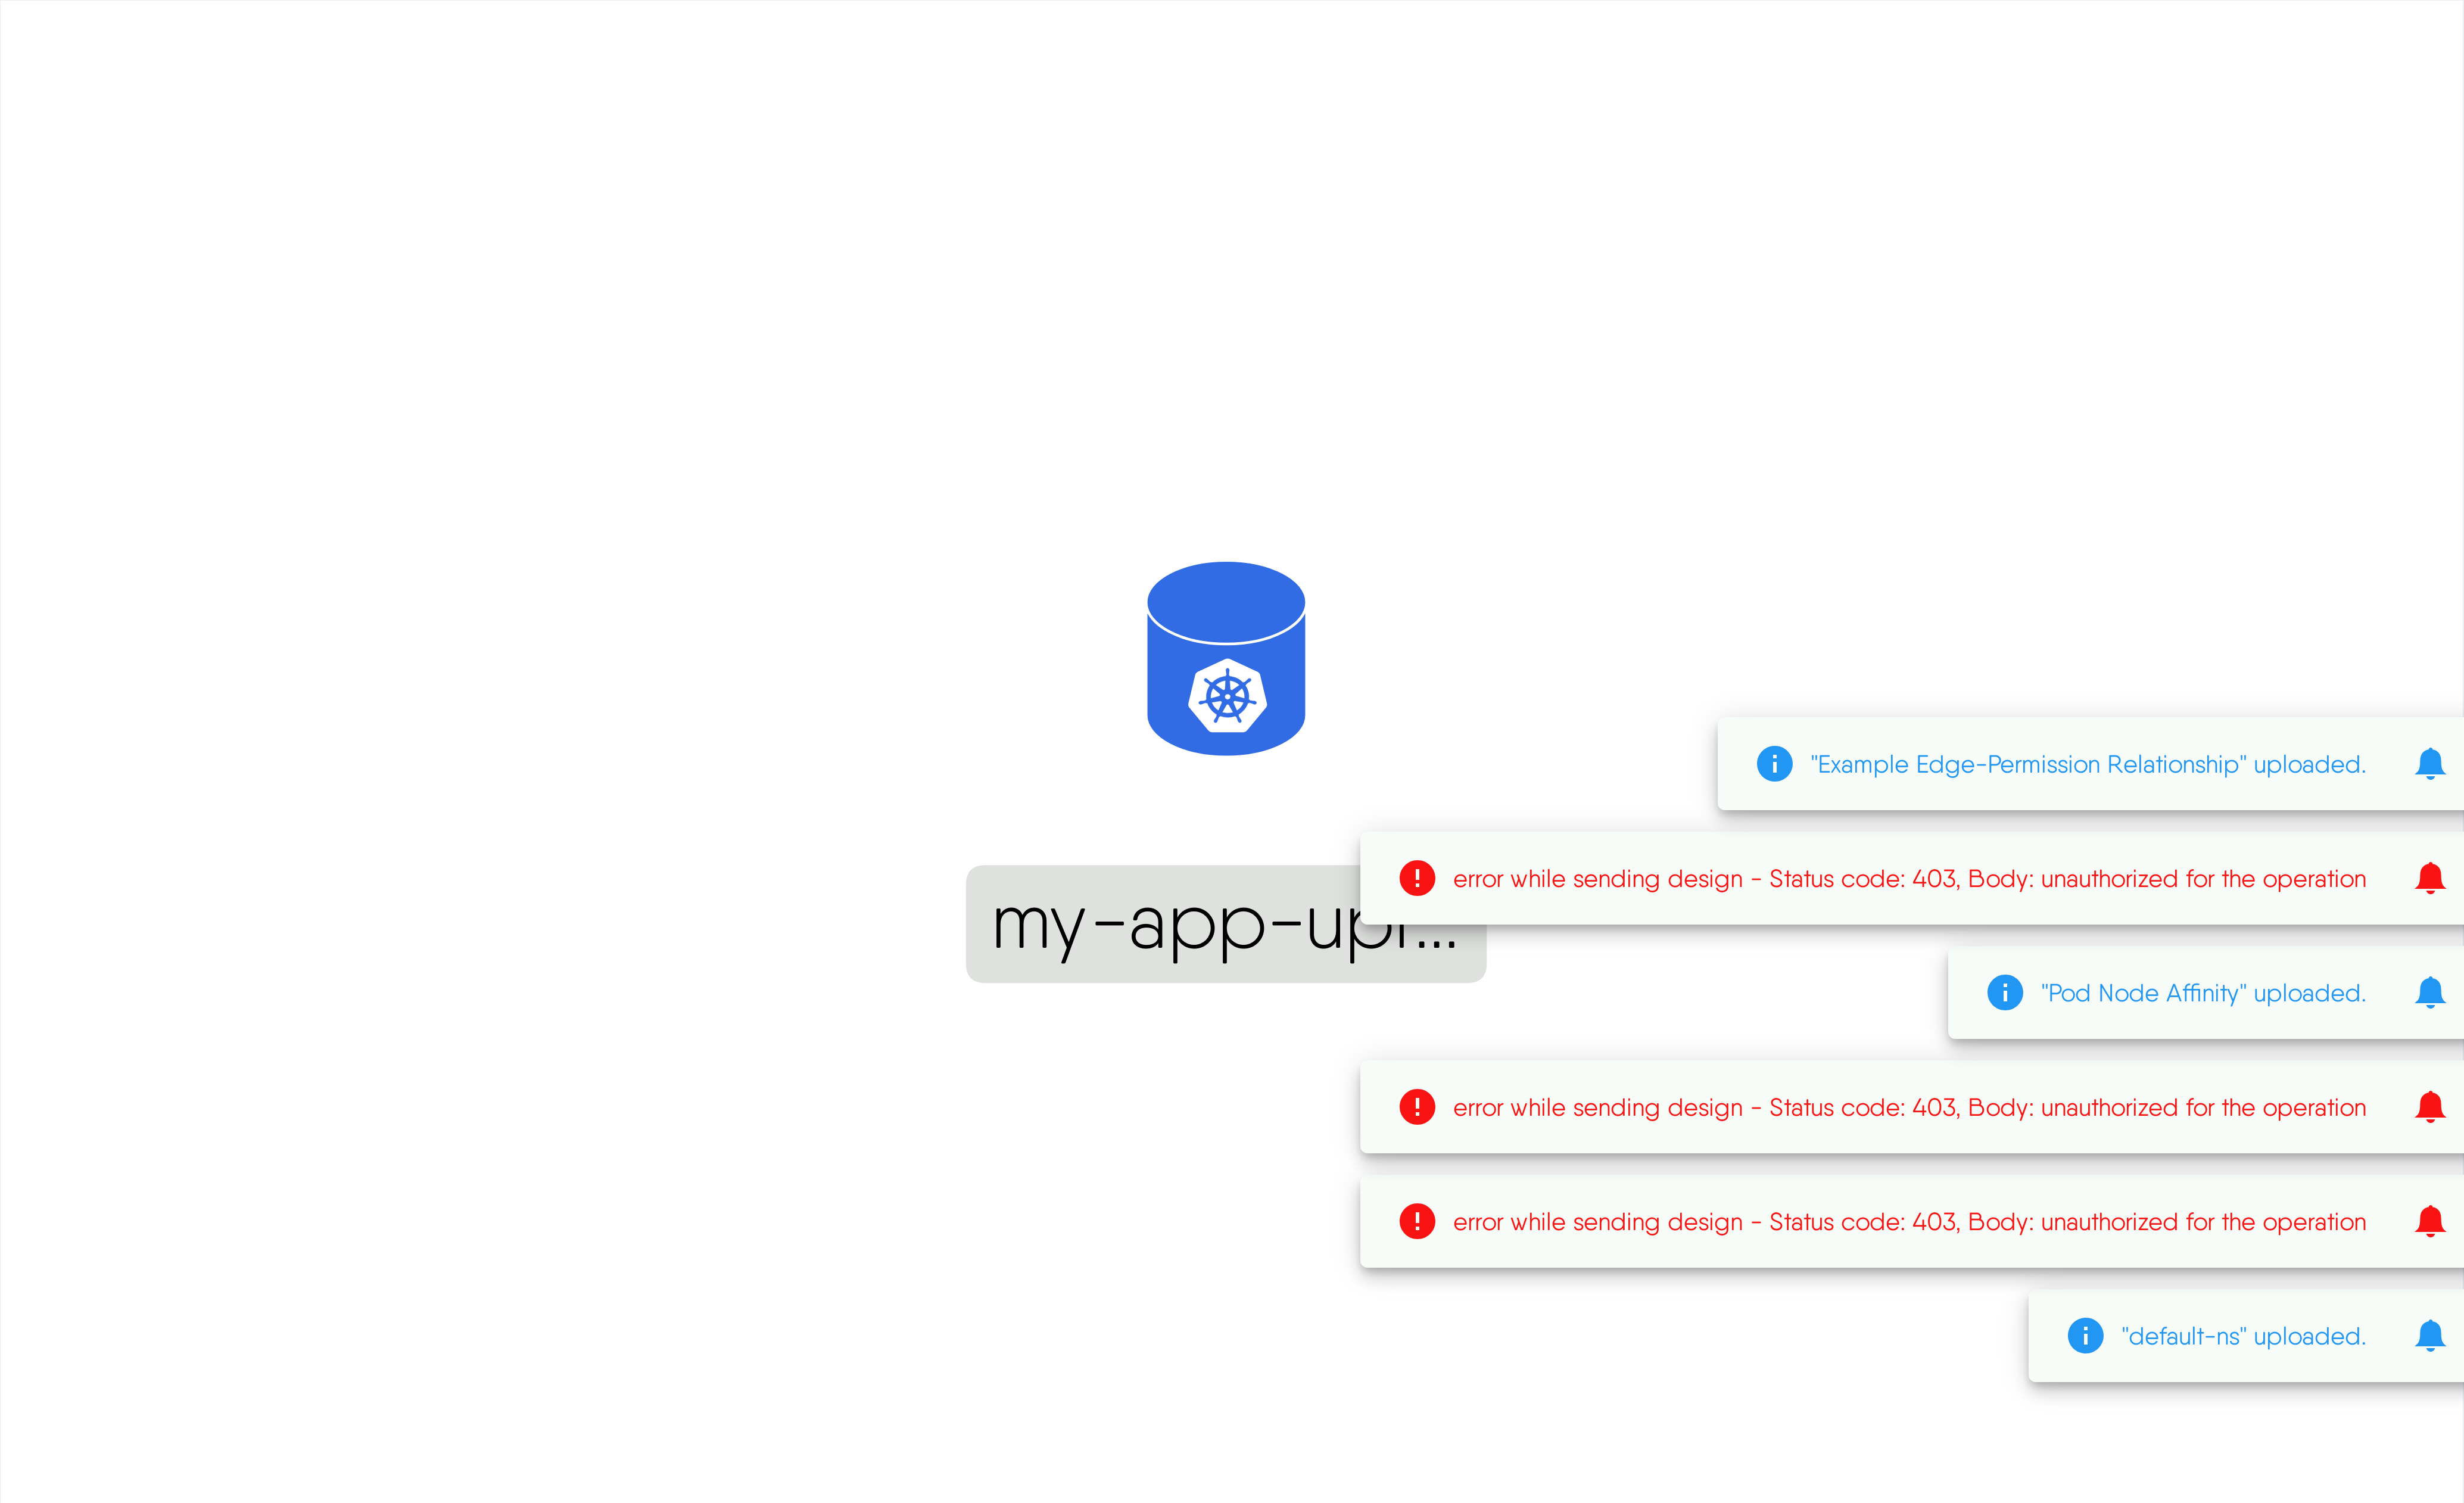 "Example Edge-Permission Relationship" uploaded.
error while sending design - Status code: 403, Body: unauthorized for the operation
my-app-upr...
"Pod Node Affinity" uploaded.
error while sending design - Status code: 403, Body: unauthorized for the operation
error while sending design - Status code: 403, Body: unauthorized for the operation
"default-ns" uploaded.